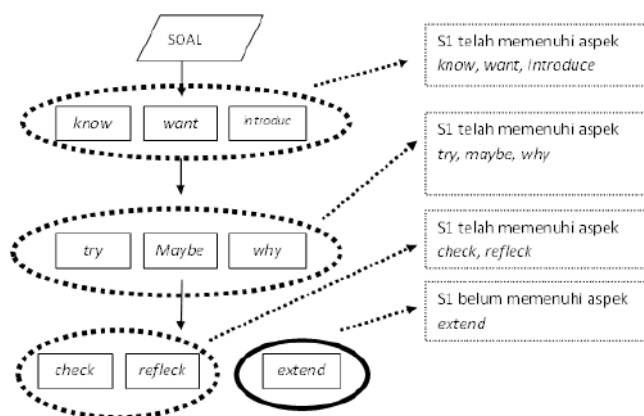 SOAL
S1 telah memenuhi aspek
know, want, introduce
know
want
introduc
S1 telah memenuhi aspek
try, maybe, why
try
Maybe
why
S1 telah memenuhi aspek
check, refleck
S1 belum memenuhi aspek
extend
check
refleck
extend